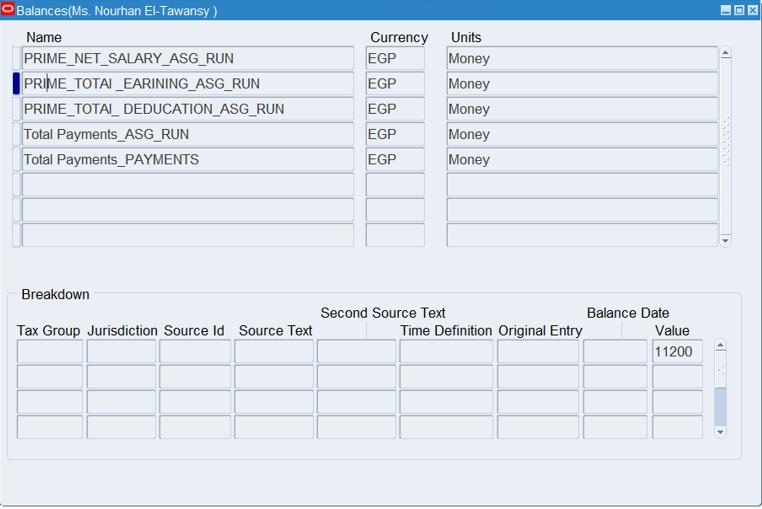 Balances(Ms. Nourhan El-Tawansy )
Name Currency Units
PRIME_NET_SALARY_ASG_RUN EGP Money
PRIME_TOTAl _EARINING_ASG_RUN EGP Money
PRIME_TOTAl_ DEDUCATION_ASG_RUN EGP Money
Total Payments_ASG_RUN EGP Money
Total Payments_PAYMENTS EGP Money
Breakdown
Second Source Text Balance Date
Tax Group Jurisdiction Source Id Source Text Time Definition Original Entry Value
11200